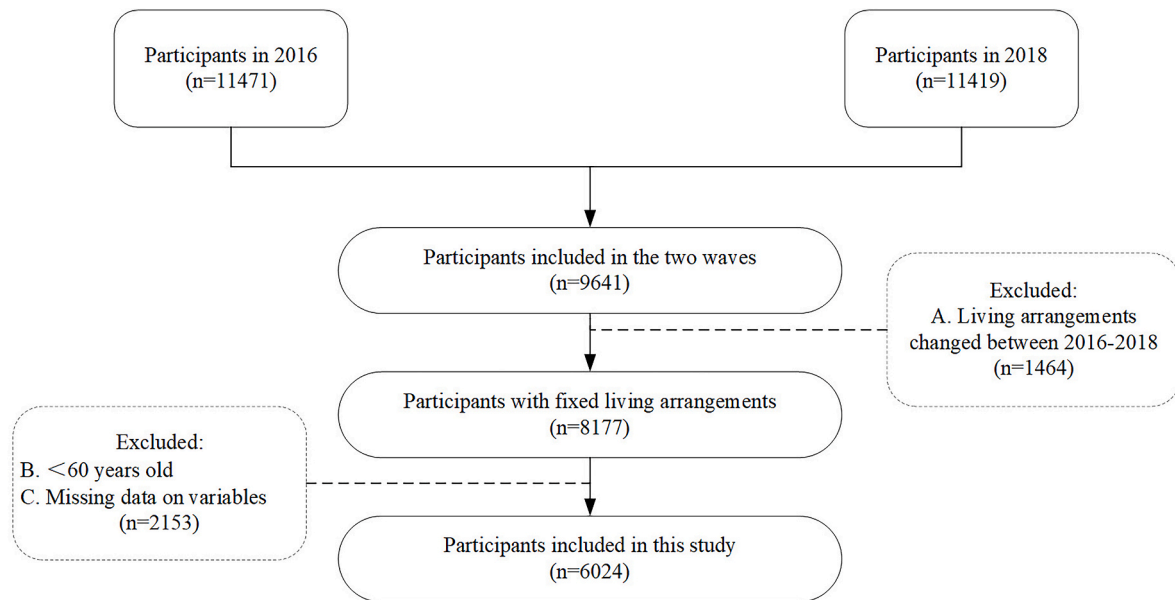 Participants in 2016
(n=11471)
Participants in 2018
(n=11419)
Participants included in the two waves
(n=9641)
Excluded:
A. Living arrangements
changed between 2016-2018
(n=1464)
Participants with fixed living arrangements
(n=8177)
Excluded:
B. ＜60 years old
C. Missing data on variables
(n=2153)
Participants included in this study
(n=6024)